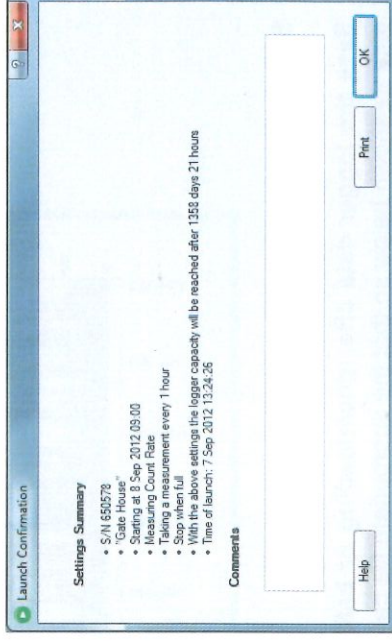 Launch Confirmation
Settings Summary
• S/N 650578
• "Gate House"
• Starting at 8 Sep 2012 09:00
• Measuring Count Rate
• Taking a measurement every 1 hour
• Stop when full
• With the above settings the logger capacity will be reached after 1358 days 21 hours
• Time of launch: 7 Sep 2012 13:24:26
Comments
Help
Print
OK